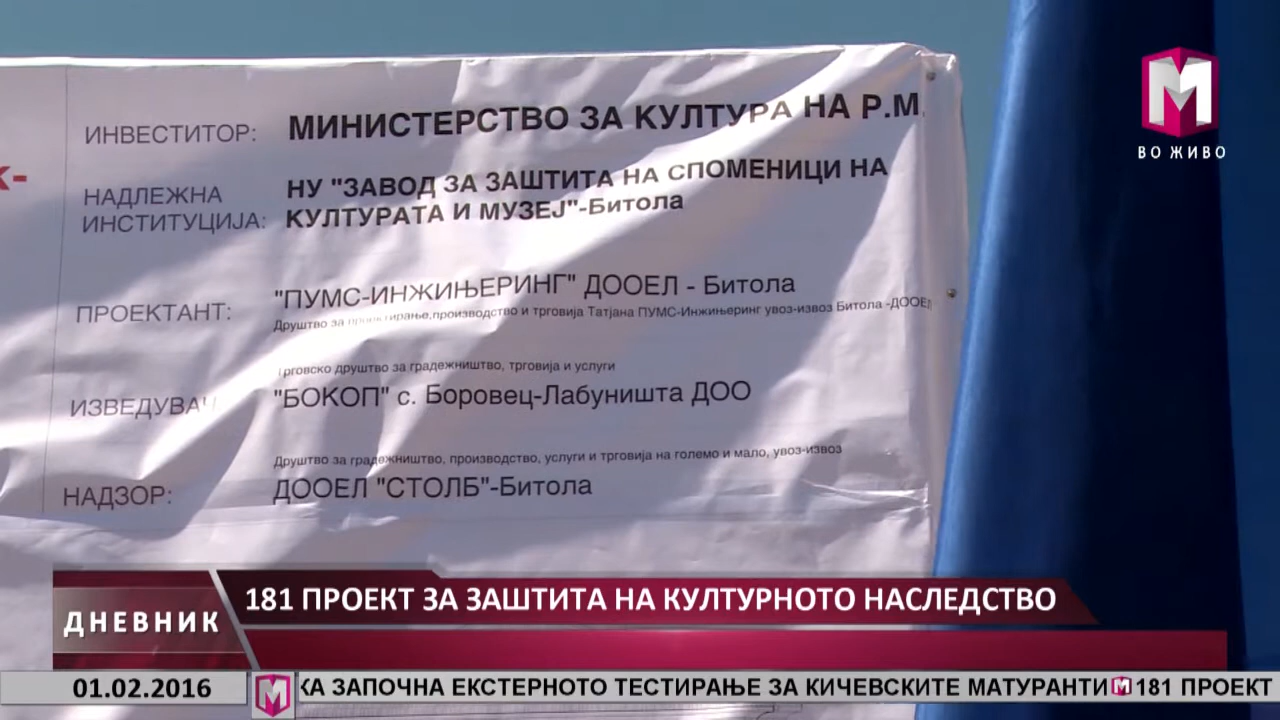 М
ВО ЖИВО
ИНВЕСТИТОР: МИНИСТЕРСТВО ЗА КУЛТУРА НА Р.М.
НАДЛЕЖНА ИНСТИТУЦИЈА: НУ "ЗАВОД ЗА ЗАШТИТА НА СПОМЕНИЦИ НА
КУЛТУРАТА И МУЗЕЈ"-Битола
ПРОЕКТАНТ: "ПУМС-ИНЖИЊЕРИНГ" ДООЕЛ - Битола
Друштво за проектирање,производство и трговија Татјана ПУМС-Инжињеринг увоз-извоз Битола -ДООЕЛ
трговско друштво за градежништво, трговија и услуги
ИЗВЕДУВАЧ "БОКОП" с. Боровец-Лабуништа ДОО
Друштво за градежништво, производство, услуги и трговија на големо и мало, увоз-извоз
НАДЗОР: ДООЕЛ "СТОЛБ"-Битола
ДНЕВНИК
181 ПРОЕКТ ЗА ЗАШТИТА НА КУЛТУРНОТО НАСЛЕДСТВО
01.02.2016 М КА ЗАПОЧНА ЕКСТЕРНОТО ТЕСТИРАЊЕ ЗА КИЧЕВСКИТЕ МАТУРАНТИ М 181 ПРОЕКТ